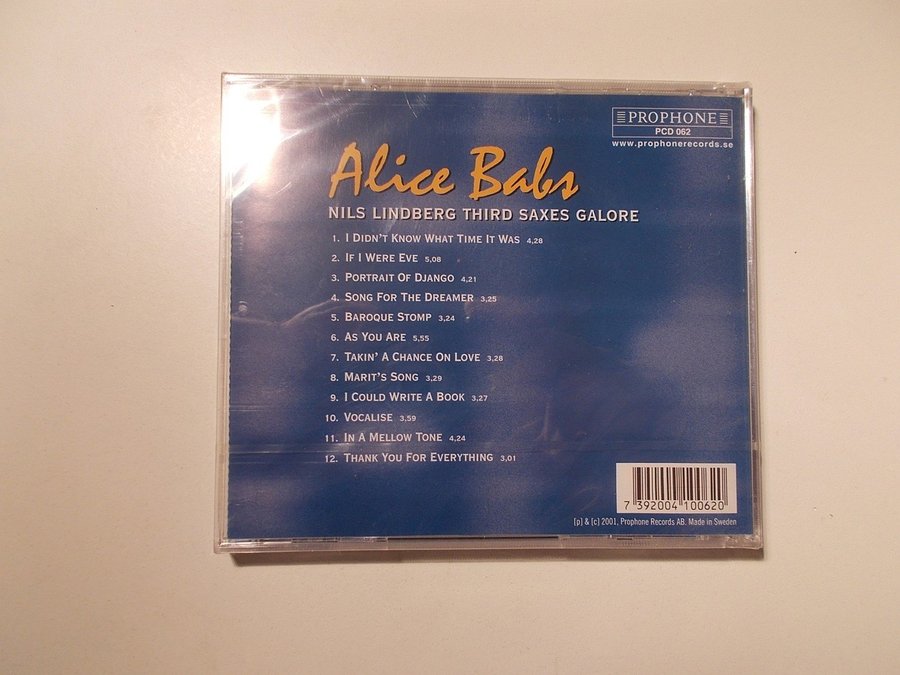 PROPHONE
PCD 062
www.prophonerecords.se
Alice Babs
NILS LINDBERG THIRD SAXES GALORE
1. I DIDN'T KNOW WHAT TIME IT WAS 4,28
2. IF I WERE EVE 5,08
3. PORTRAIT OF DJANGO 4,21
4. SONG FOR THE DREAMER 3,25
5. BAROQUE STOMP 3,24
6. AS YOU ARE 5,55
7. TAKIN' A CHANCE ON LOVE 3,28
8. MARIT'S SONG 3,29
9. I COULD WRITE A BOOK 3,27
10. VOCALISE 3.59
11. IN A MELLOW TONE 4,24
12. THANK YOU FOR EVERYTHING 3,01
7 392004 100620
[p] & [c] 2001, Prophone Records AB. Made in Sweden